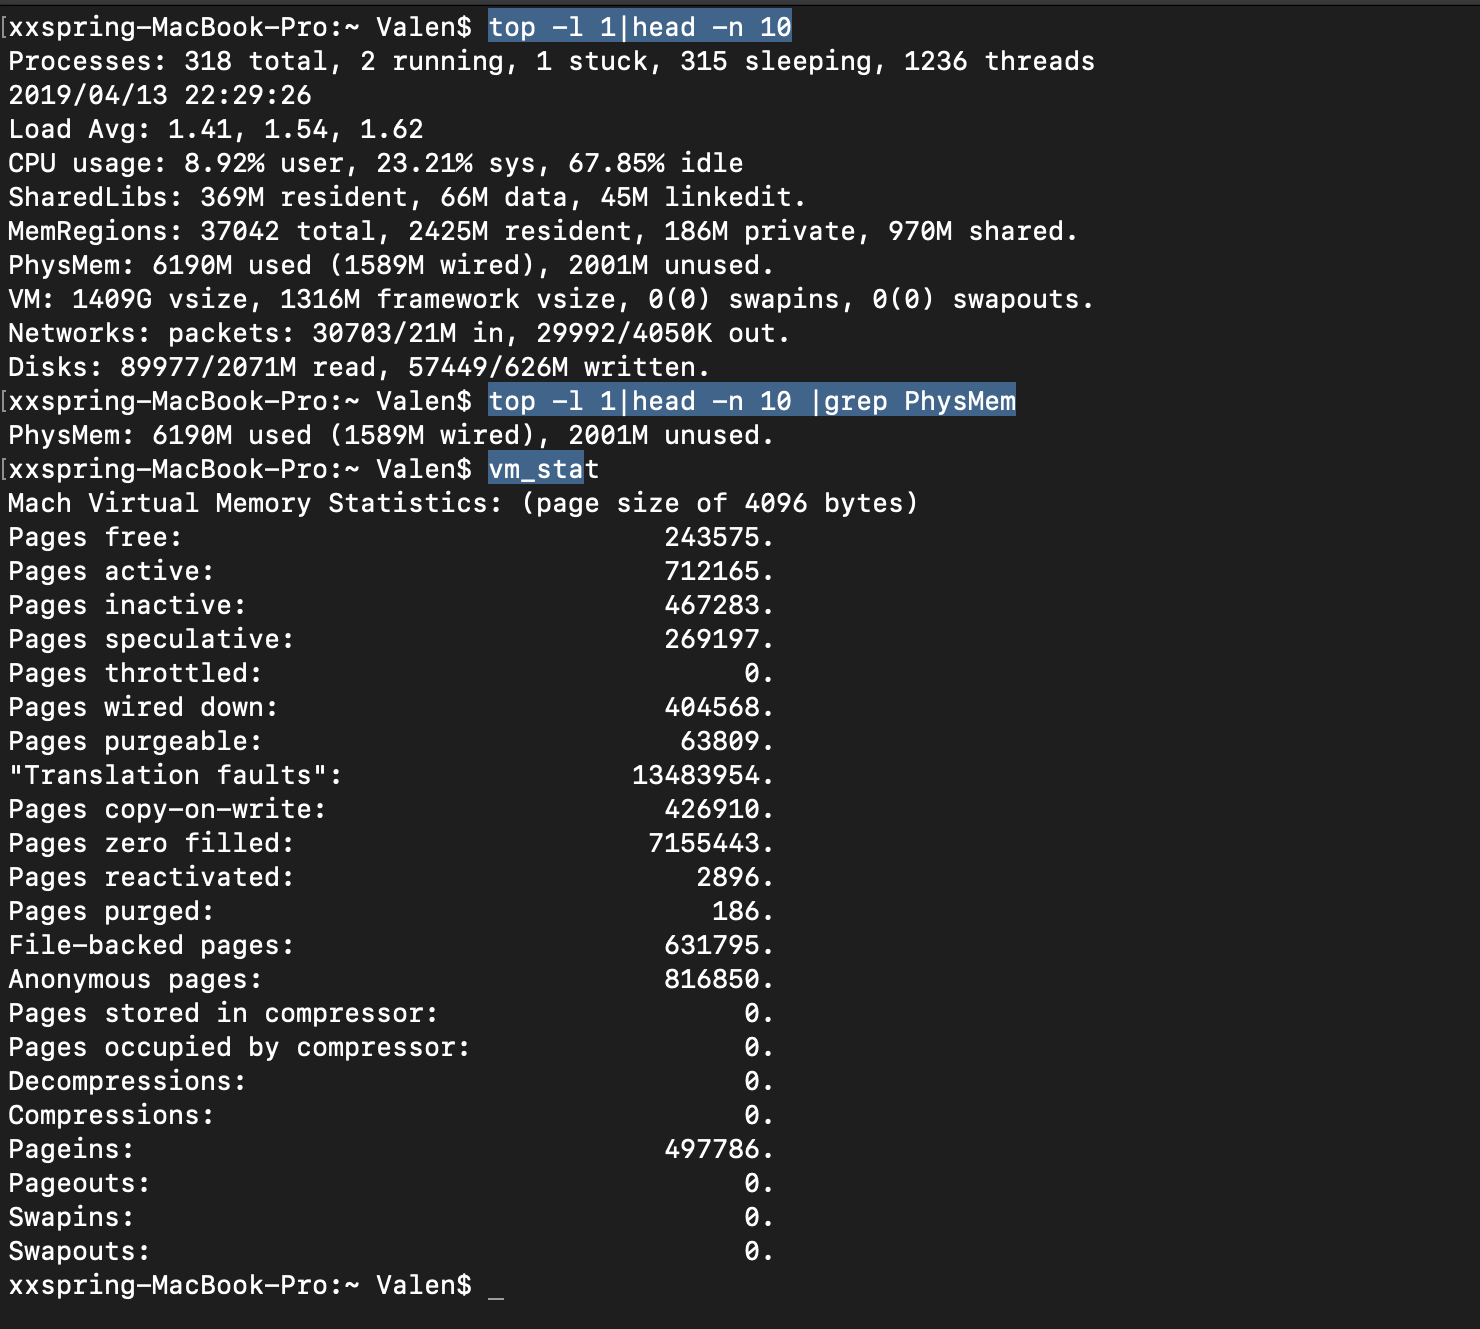 [xxspring-MacBook-Pro:~ Valen$ top -l 1|head -n 10
Processes: 318 total, 2 running, 1 stuck, 315 sleeping, 1236 threads
2019/04/13 22:29:26
Load Avg: 1.41, 1.54, 1.62
CPU usage: 8.92% user, 23.21% sys, 67.85% idle
SharedLibs: 369M resident, 66M data, 45M linkedit.
MemRegions: 37042 total, 2425M resident, 186M private, 970M shared.
PhysMem: 6190M used (1589M wired), 2001M unused.
VM: 1409G vsize, 1316M framework vsize, 0(0) swapins, 0(0) swapouts.
Networks: packets: 30703/21M in, 29992/4050K out.
Disks: 89977/2071M read, 57449/626M written.
[xxspring-MacBook-Pro:~ Valen$ top -l 1|head -n 10 |grep PhysMem
PhysMem: 6190M used (1589M wired), 2001M unused.
[xxspring-MacBook-Pro:~ Valen$ vm_stat
Mach Virtual Memory Statistics: (page size of 4096 bytes)
Pages free: 243575.
Pages active: 712165.
Pages inactive: 467283.
Pages speculative: 269197.
Pages throttled: 0.
Pages wired down: 404568.
Pages purgeable: 63809.
"Translation faults": 13483954.
Pages copy-on-write: 426910.
Pages zero filled: 7155443.
Pages reactivated: 2896.
Pages purged: 186.
File-backed pages: 631795.
Anonymous pages: 816850.
Pages stored in compressor: 0.
Pages occupied by compressor: 0.
Decompressions: 0.
Compressions: 0.
Pageins: 497786.
Pageouts: 0.
Swapins: 0.
Swapouts: 0.
xxspring-MacBook-Pro:~ Valen$ _